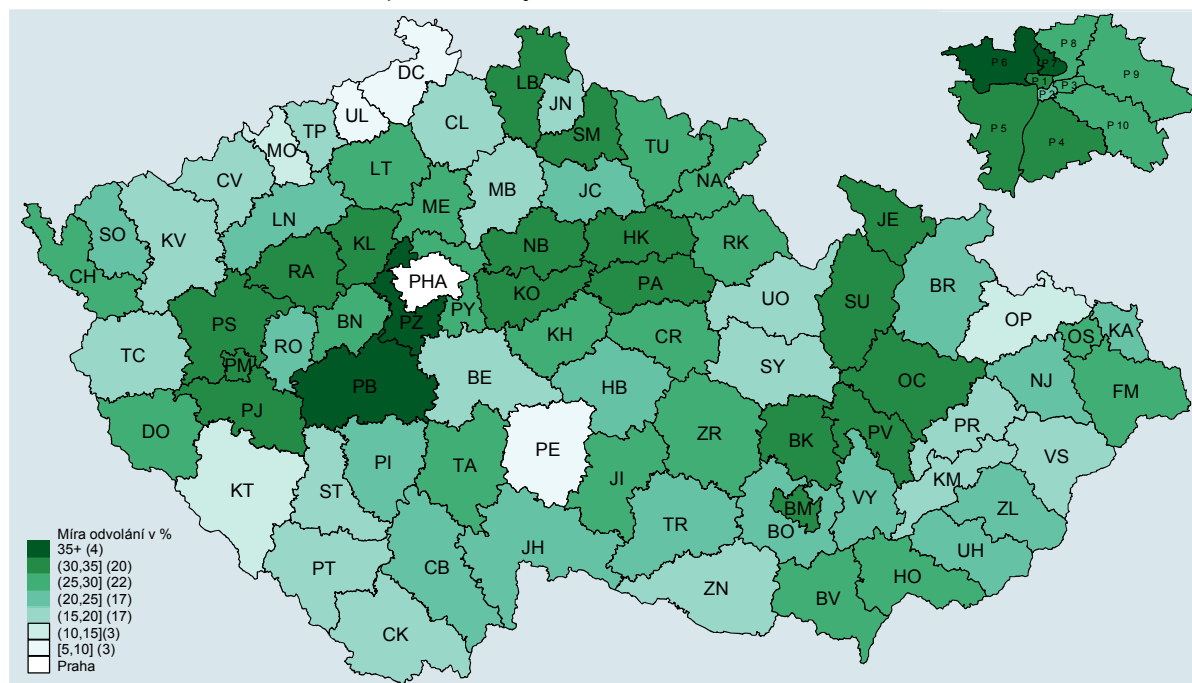 DC
LB
UL
JN
TP
CL
MO
SM
TU
CV
LT
MB
JC
NA
ME
SO
KV
LN
KL
NB
HK
RK
JE
CH
RA
PHA
KO
PA
UO
SU
BR
OP
PS
BN
PZ
PY
KH
CR
OS
KA
TC
RO
PM
PB
BE
HB
SY
OC
NJ
FM
DO
PJ
PI
TA
PE
ZR
BK
PV
PR
VS
KT
ST
JI
BM
VY
KM
ZL
TR
BO
PT
CB
JH
UH
ZN
HO
BV
CK
P 8
P 6
P 7
P 9
P 1
P 3
P 2
P 5
P 4
P 10
Míra odvolání v %
35+ (4)
(30,35] (20)
(25,30] (22)
(20,25] (17)
(15,20] (17)
(10,15](3)
[5,10] (3)
Praha